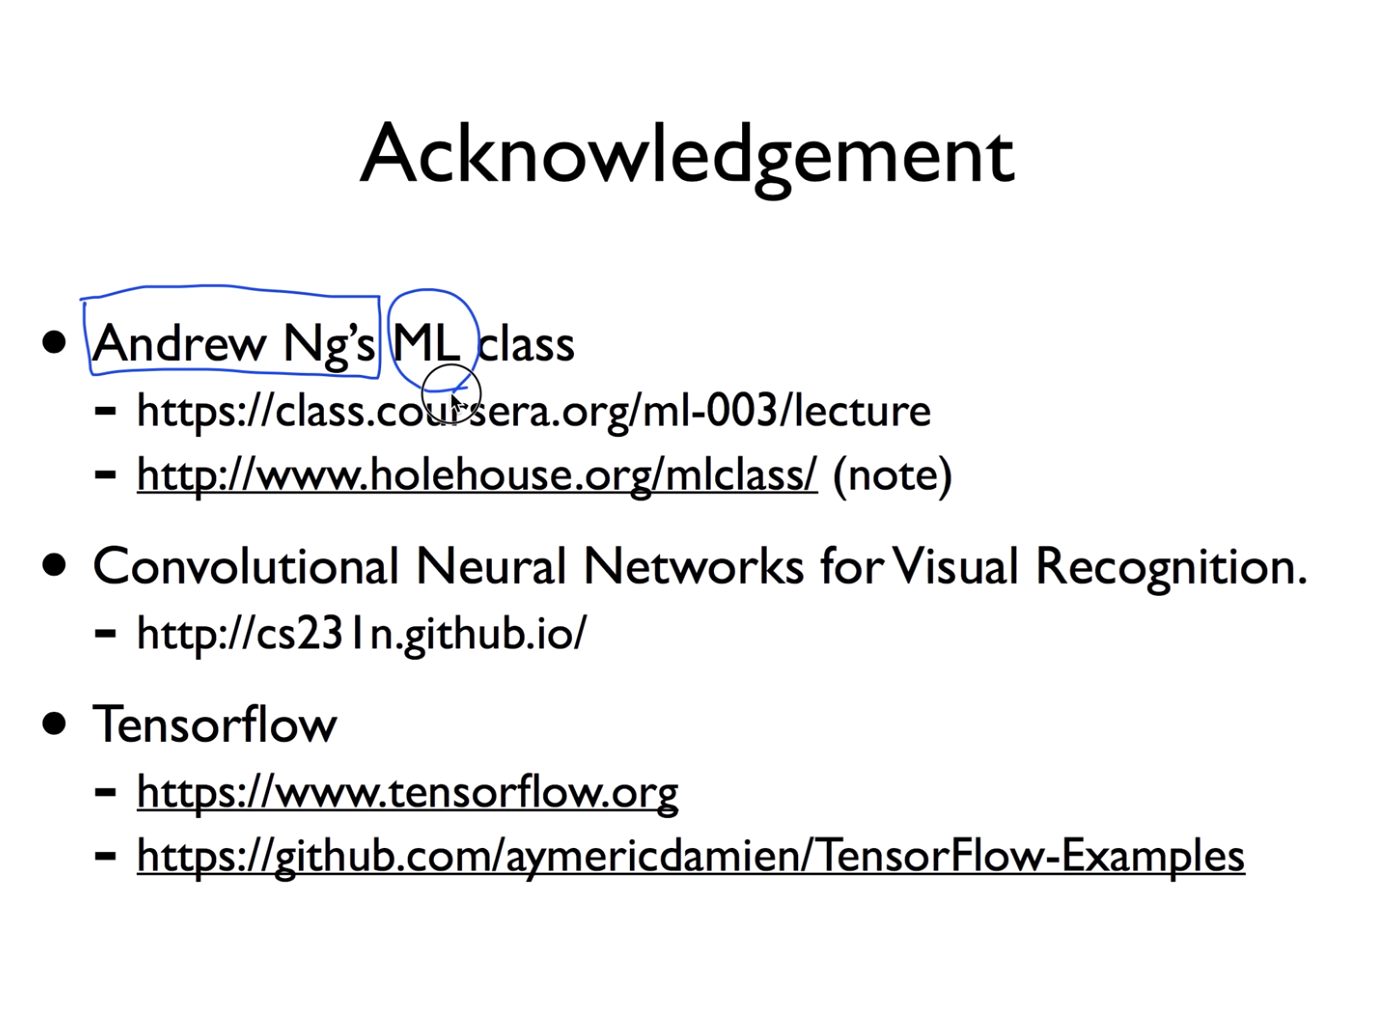 Acknowledgement
• Andrew Ng's ML class
- https://class.coursera.org/ml-003/lecture
- http://www.holehouse.org/mlclass/ (note)
• Convolutional Neural Networks for Visual Recognition.
- http://cs231n.github.io/
• Tensorflow
- https://www.tensorflow.org
- https://github.com/aymericdamien/TensorFlow-Examples